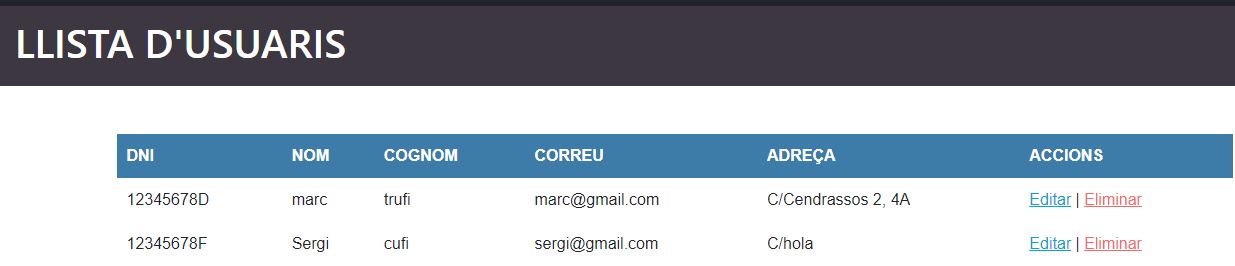 LLISTA D'USUARIS
DNI NOM COGNOM CORREU ADREÇA ACCIONS
12345678D marc trufi marc@gmail.com C/Cendrassos 2, 4A Editar | Eliminar
12345678F Sergi cufi sergi@gmail.com C/hola Editar | Eliminar